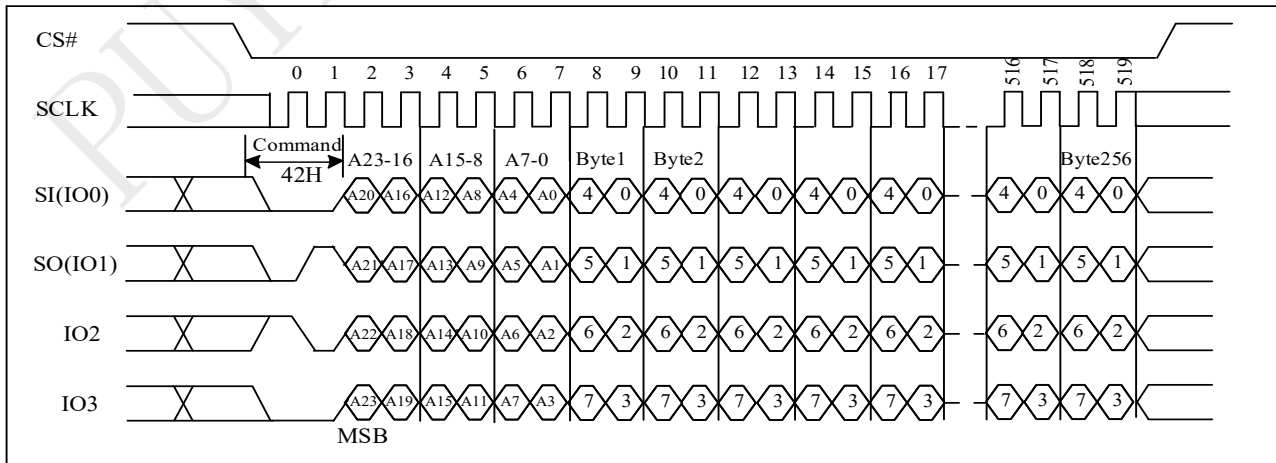 PUY
CS#
0 1 2 3 4 5 6 7 8 9 10 11 12 13 14 15 16 17 516 517 518 519
SCLK
Command A23-16 A15-8 A7-0 Byte1 Byte2 Byte256
42H
SI(IO0) A20 A16 A12 A8 A4 A0 4 0 4 0 4 0 4 0 4 0 4 0 4 0
SO(IO1) A21 A17 A13 A9 A5 A1 5 1 5 1 5 1 5 1 5 1 5 1 5 1
IO2 A22 A18 A14 A10 A6 A2 6 2 6 2 6 2 6 2 6 2 6 2 6 2
IO3 A23 A19 A15 A11 A7 A3 7 3 7 3 7 3 7 3 7 3 7 3 7 3
MSB